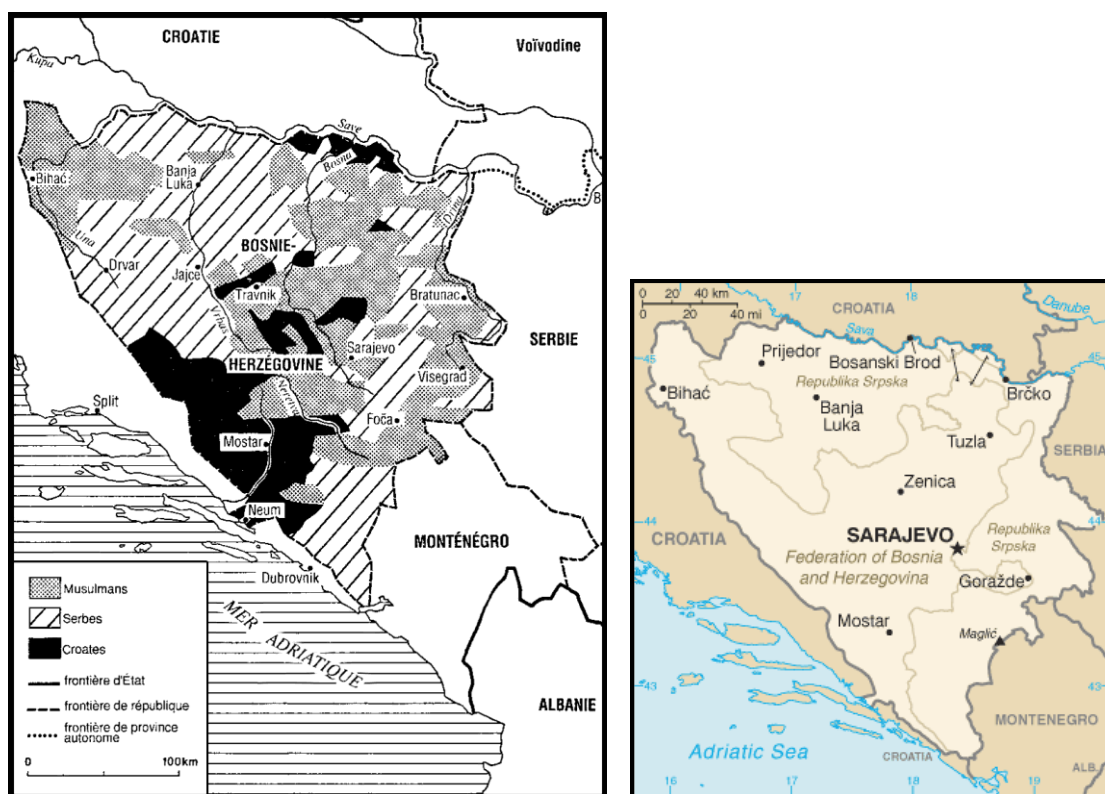 CROATIE
Voïvodine
Kupa
Save
Bosna
Banja
Luka
Bihać
Drina
Una
BOSNIE-
Drvar
Jajce
Travnik
Bratunac
Vrbas
SERBIE
Sarajevo
HERZÉGOVINE
Visegrad
Neretva
Split
Foča
Mostar
Neum
MONTÉNÉGRO
Dubrovnik
Musulmans
MER ADRIATIQUE
Serbes
Croates
frontière d'État
frontière de république
ALBANIE
frontière de province
autonome
0 100km
0 20 40 km
0 20 40 mi
17 18
CROATIA
Danube
Sava
45 45
Prijedor
Bosanski Brod
Republika Srpska
Bihać
Brčko
Banja
Luka
Tuzla
SERBIA
Zenica
44 44
SARAJEVO
Republika
Srpska
CROATIA
Federation of Bosnia
and Herzegovina
Goražde
Mostar
Maglić
43 43
MONTENEGRO
Adriatic Sea
CROATIA
ALB.
16 17 18 19